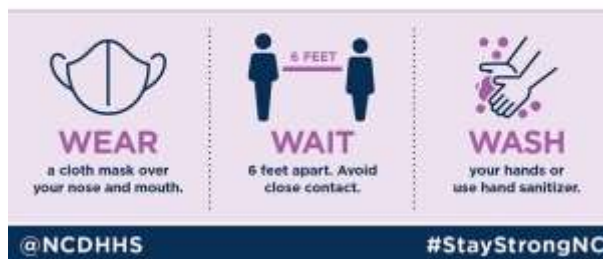 WEAR
a cloth mask over
your nose and mouth.
6 FEET
WAIT
6 feet apart. Avoid
close contact.
WASH
your hands or
use hand sanitizer.
@NCDHHS
#StayStrongNC